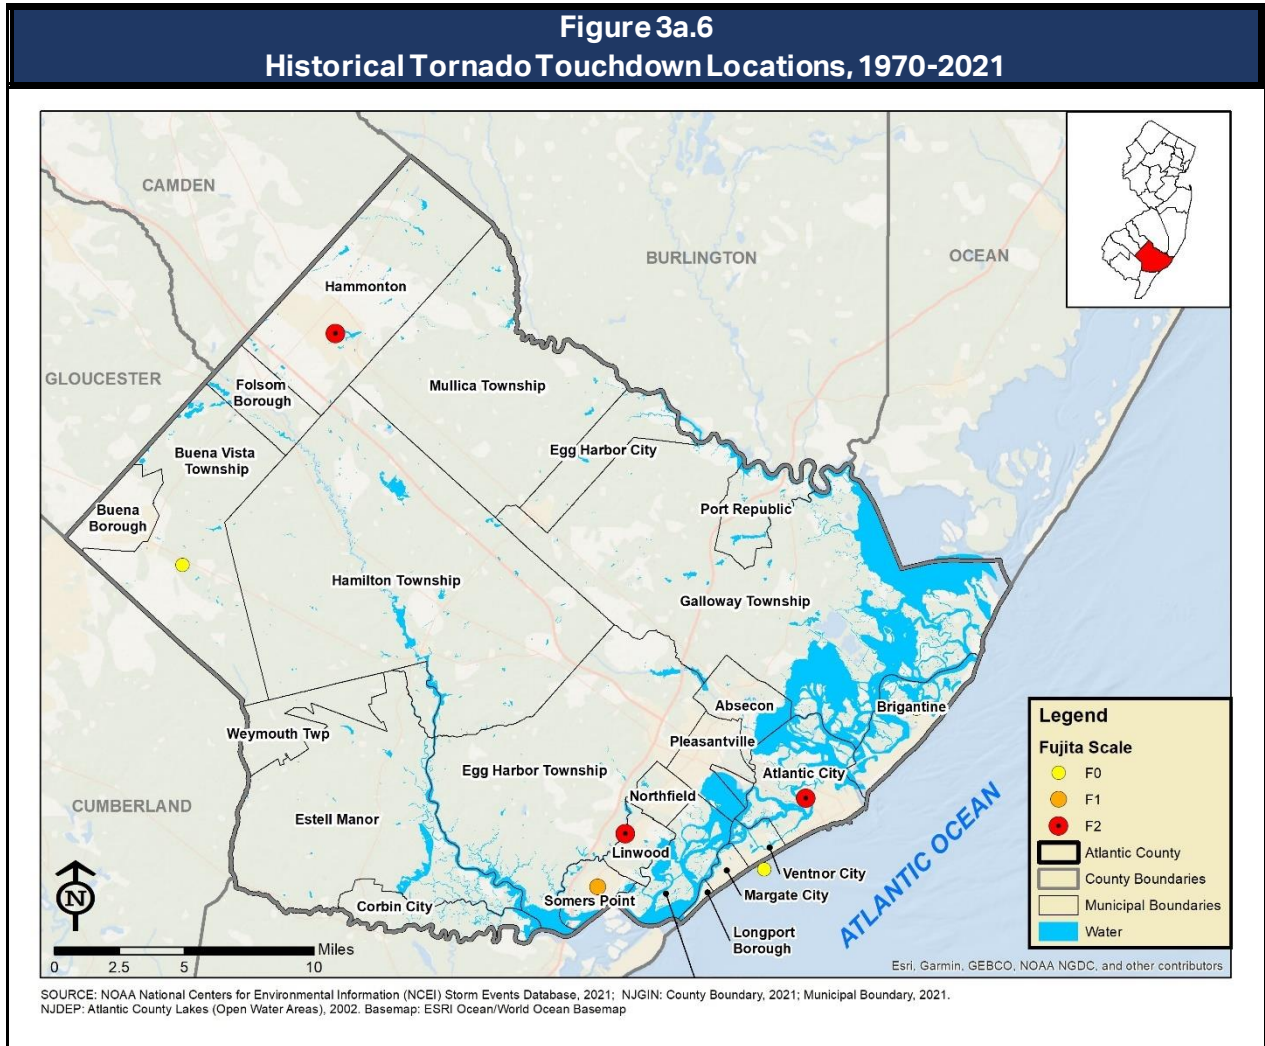 Figure 3a.6
Historical Tornado Touchdown Locations, 1970-2021
CAMDEN
BURLINGTON
OCEAN
Hammonton
GLOUCESTER
Folsom
Borough
Mullica Township
Buena Vista
Township
Egg Harbor City
Buena
Borough
Port Republic
Hamilton Township
Galloway Township
Absecon
Brigantine
Weymouth Twp
Pleasantville
Egg Harbor Township
Atlantic City
Northfield
CUMBERLAND
Estell Manor
Linwood
Ventnor City
Margate City
Somers Point
Corbin City
Longport
Borough
ATLANTIC OCEAN
N
Miles
0 2.5 5 10
Legend
Fujita Scale
F0
F1
F2
Atlantic County
County Boundaries
Municipal Boundaries
Water
Esri, Garmin, GEBCO, NOAA NGDC, and other contributors
SOURCE: NOAA National Centers for Environmental Information (NCEI) Storm Events Database, 2021; NJGIN: County Boundary, 2021; Municipal Boundary, 2021.
NJDEP: Atlantic County Lakes (Open Water Areas), 2002. Basemap: ESRI Ocean/World Ocean Basemap